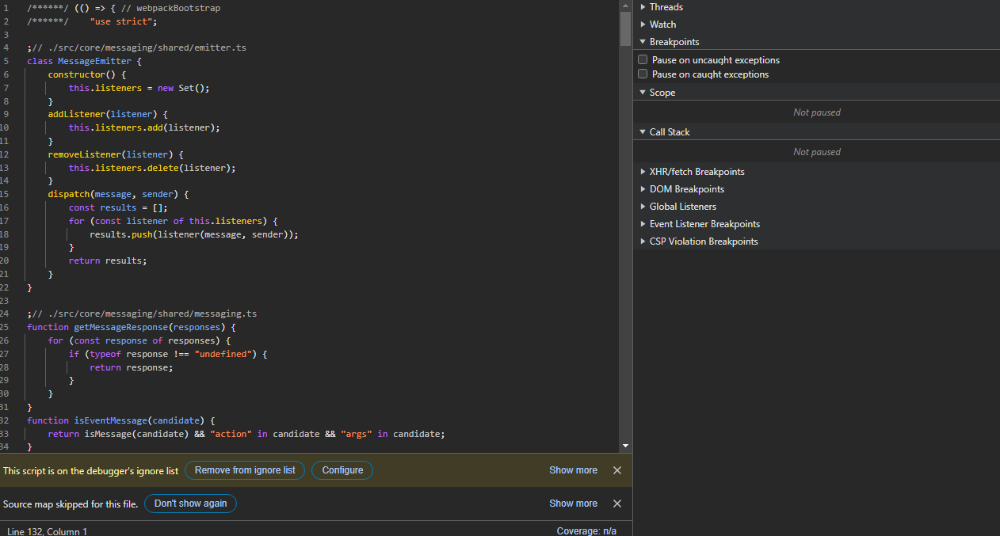 1 /******/ (() => { // webpackBootstrap
2 /******/    "use strict";
3
4 ;// ./src/core/messaging/shared/emitter.ts
5 class MessageEmitter {
6     constructor() {
7         this.listeners = new Set();
8     }
9     addListener(listener) {
10         this.listeners.add(listener);
11     }
12     removeListener(listener) {
13         this.listeners.delete(listener);
14     }
15     dispatch(message, sender) {
16         const results = [];
17         for (const listener of this.listeners) {
18             results.push(listener(message, sender));
19         }
20         return results;
21     }
22 }
23
24 ;// ./src/core/messaging/shared/messaging.ts
25 function getMessageResponse(responses) {
26     for (const response of responses) {
27         if (typeof response !== "undefined") {
28             return response;
29         }
30     }
31 }
32 function isEventMessage(candidate) {
33     return isMessage(candidate) && "action" in candidate && "args" in candidate;
34 }
This script is on the debugger's ignore list Remove from ignore list Configure Show more
Source map skipped for this file. Don't show again Show more
Line 132, Column 1 Coverage: n/a
Threads
Watch
Breakpoints
Pause on uncaught exceptions
Pause on caught exceptions
Scope
Not paused
Call Stack
Not paused
XHR/fetch Breakpoints
DOM Breakpoints
Global Listeners
Event Listener Breakpoints
CSP Violation Breakpoints